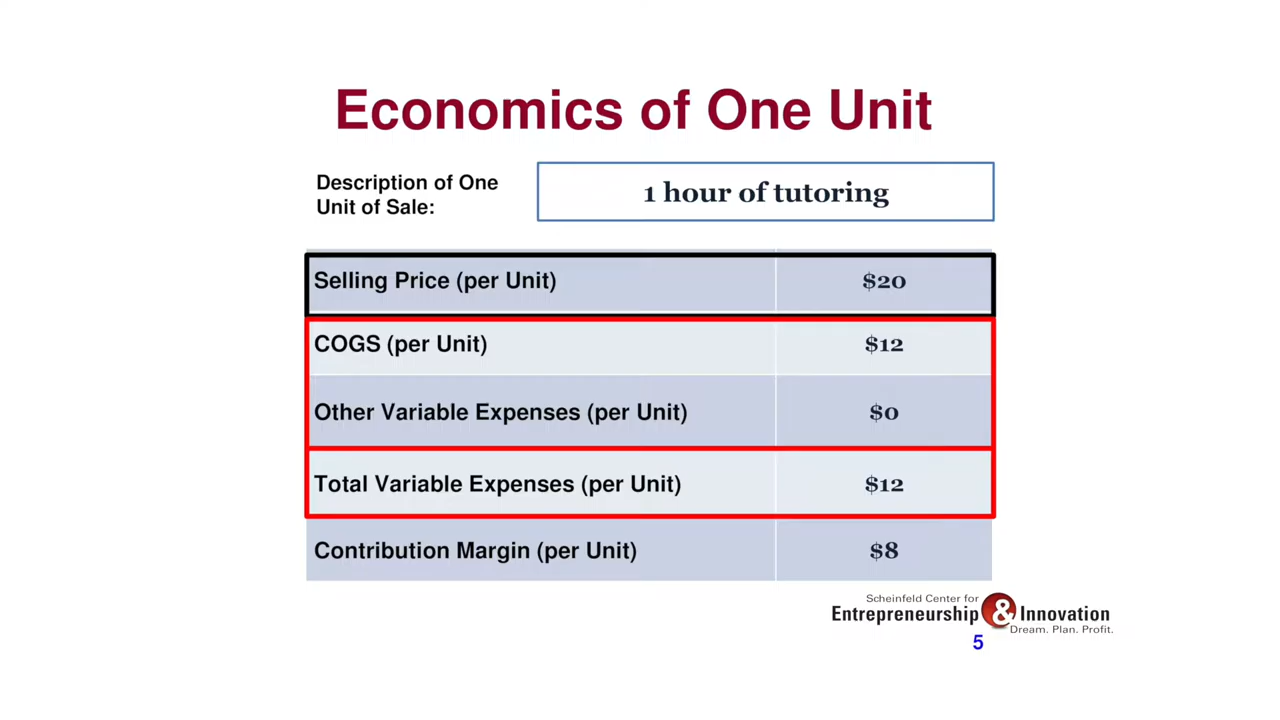 Economics of One Unit
Description of One
Unit of Sale:
1 hour of tutoring
Selling Price (per Unit) $20
COGS (per Unit) $12
Other Variable Expenses (per Unit) $0
Total Variable Expenses (per Unit) $12
Contribution Margin (per Unit) $8
Scheinfeld Center for
Entrepreneurship & Innovation
Dream. Plan. Profit.
5